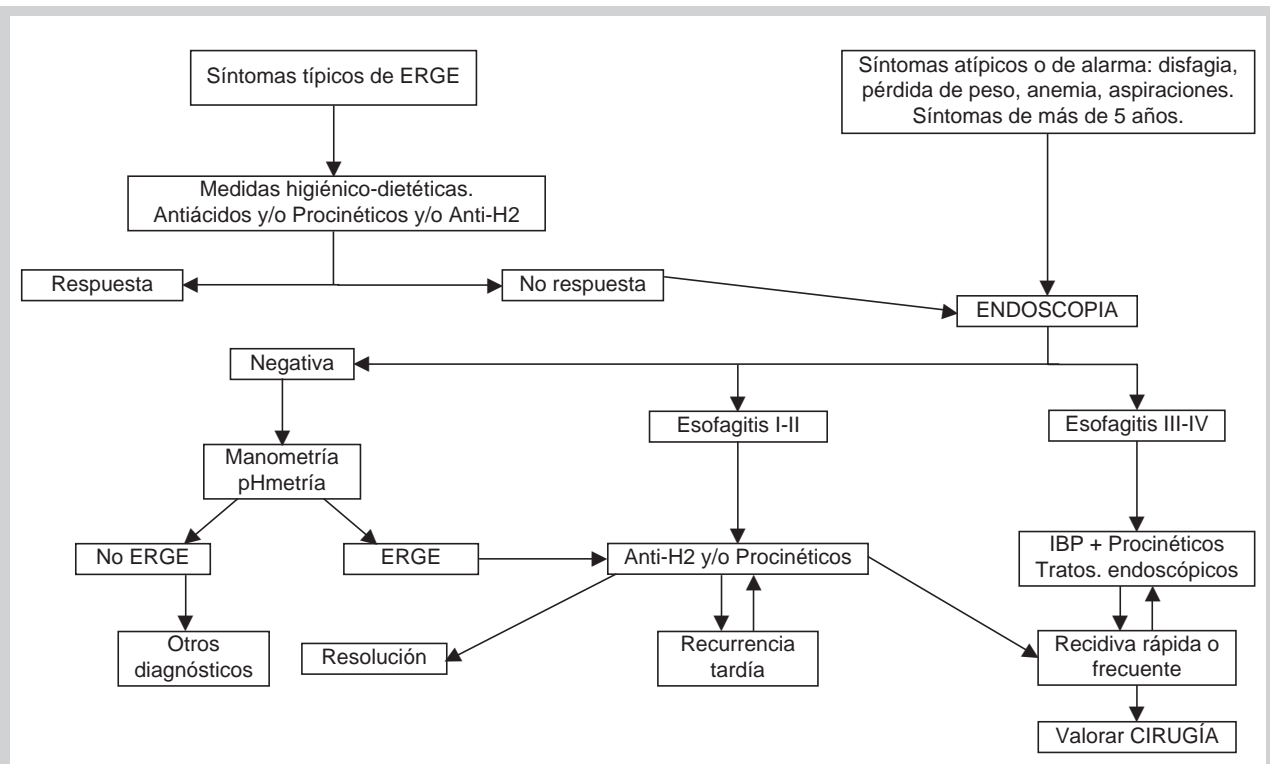 Síntomas típicos de ERGE
Síntomas atípicos o de alarma: disfagia,
pérdida de peso, anemia, aspiraciones.
Síntomas de más de 5 años.
Medidas higiénico-dietéticas.
Antiácidos y/o Procinéticos y/o Anti-H2
Respuesta
No respuesta
ENDOSCOPIA
Negativa
Esofagitis I-II
Esofagitis III-IV
Manometría
pHmetría
No ERGE
ERGE
Anti-H2 y/o Procinéticos
IBP + Procinéticos
Tratos. endoscópicos
Otros
diagnósticos
Resolución
Recurrencia
tardía
Recidiva rápida o
frecuente
Valorar CIRUGÍA